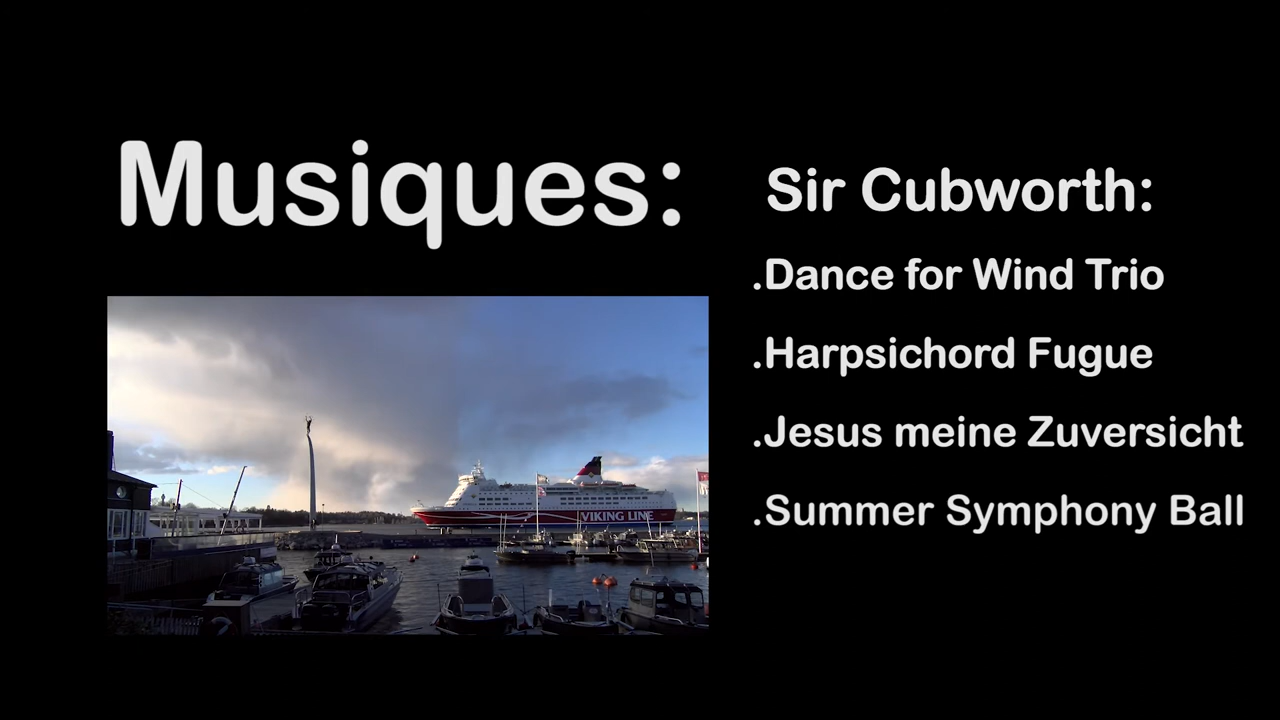 Musiques:
Sir Cubworth:
.Dance for Wind Trio
.Harpsichord Fugue
.Jesus meine Zuversicht
.Summer Symphony Ball
VIKING LINE